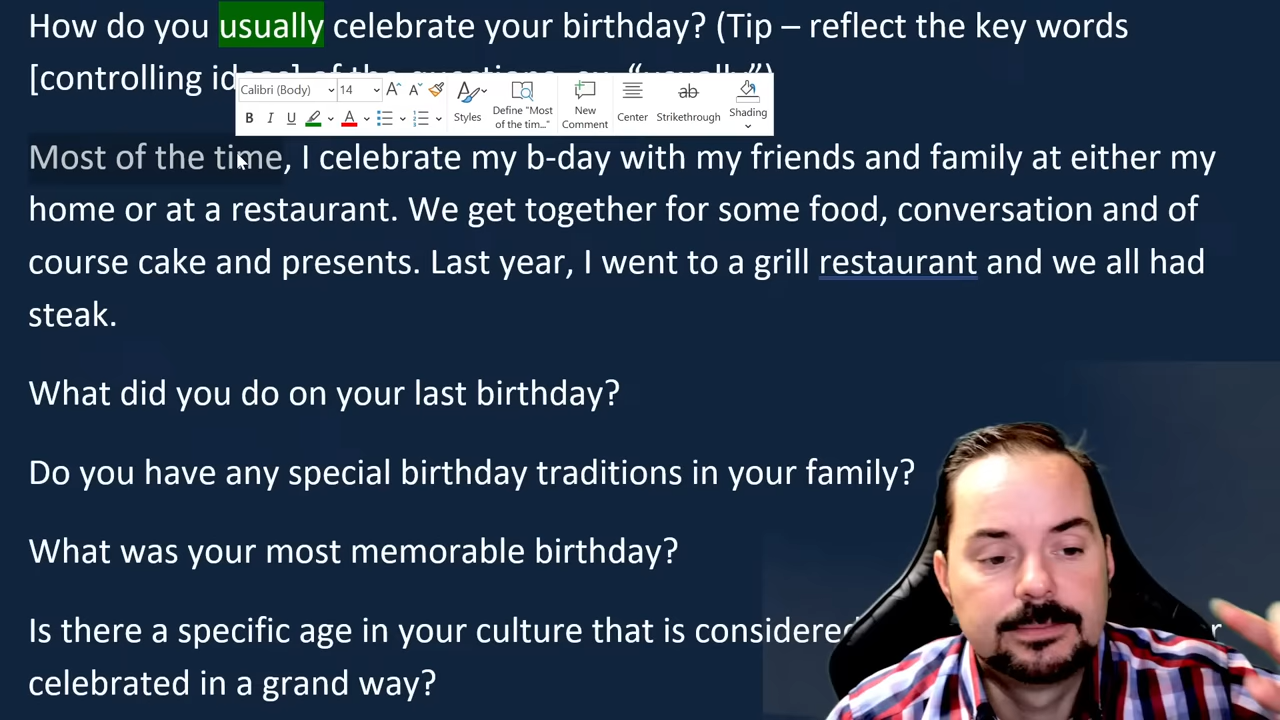 How do you usually celebrate your birthday? (Tip – reflect the key words
[controlling
Calibri (Body)
14
Styles
Define "Most of the tim..."
New Comment
Center
Strikethrough
Shading
Most of the time, I celebrate my b-day with my friends and family at either my
home or at a restaurant. We get together for some food, conversation and of
course cake and presents. Last year, I went to a grill restaurant and we all had
steak.
What did you do on your last birthday?
Do you have any special birthday traditions in your family?
What was your most memorable birthday?
Is there a specific age in your culture that is considered
celebrated in a grand way?